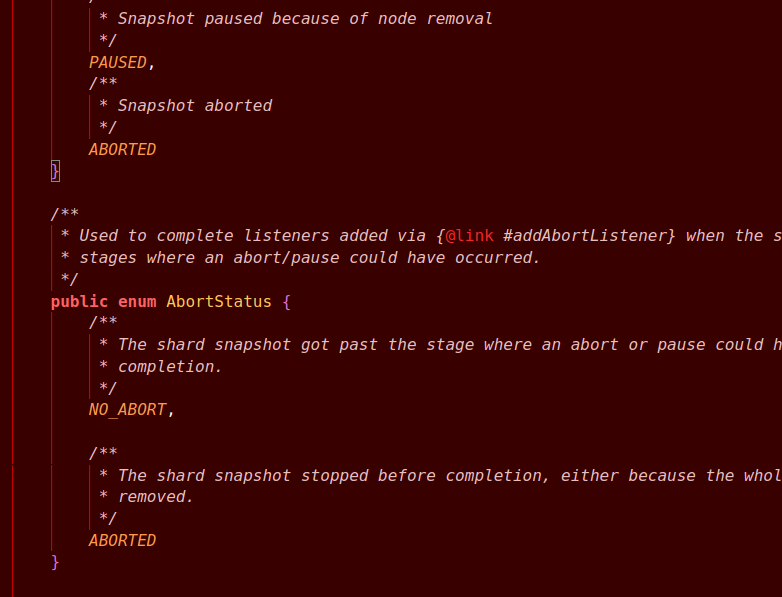 * Snapshot paused because of node removal
*/
PAUSED,
/**
* Snapshot aborted
*/
ABORTED
}
/**
* Used to complete listeners added via {@link #addAbortListener} when the
* stages where an abort/pause could have occurred.
*/
public enum AbortStatus {
/**
* The shard snapshot got past the stage where an abort or pause could
* completion.
*/
NO_ABORT,
/**
* The shard snapshot stopped before completion, either because the
* removed.
*/
ABORTED
}